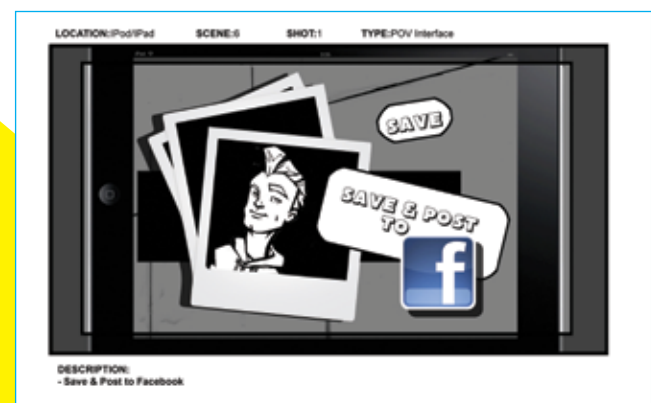 LOCATION:iPod/iPad SCENE:6 SHOT:1 TYPE:POV Interface
SAVE
SAVE & POST
TO
f
DESCRIPTION:
- Save & Post to Facebook